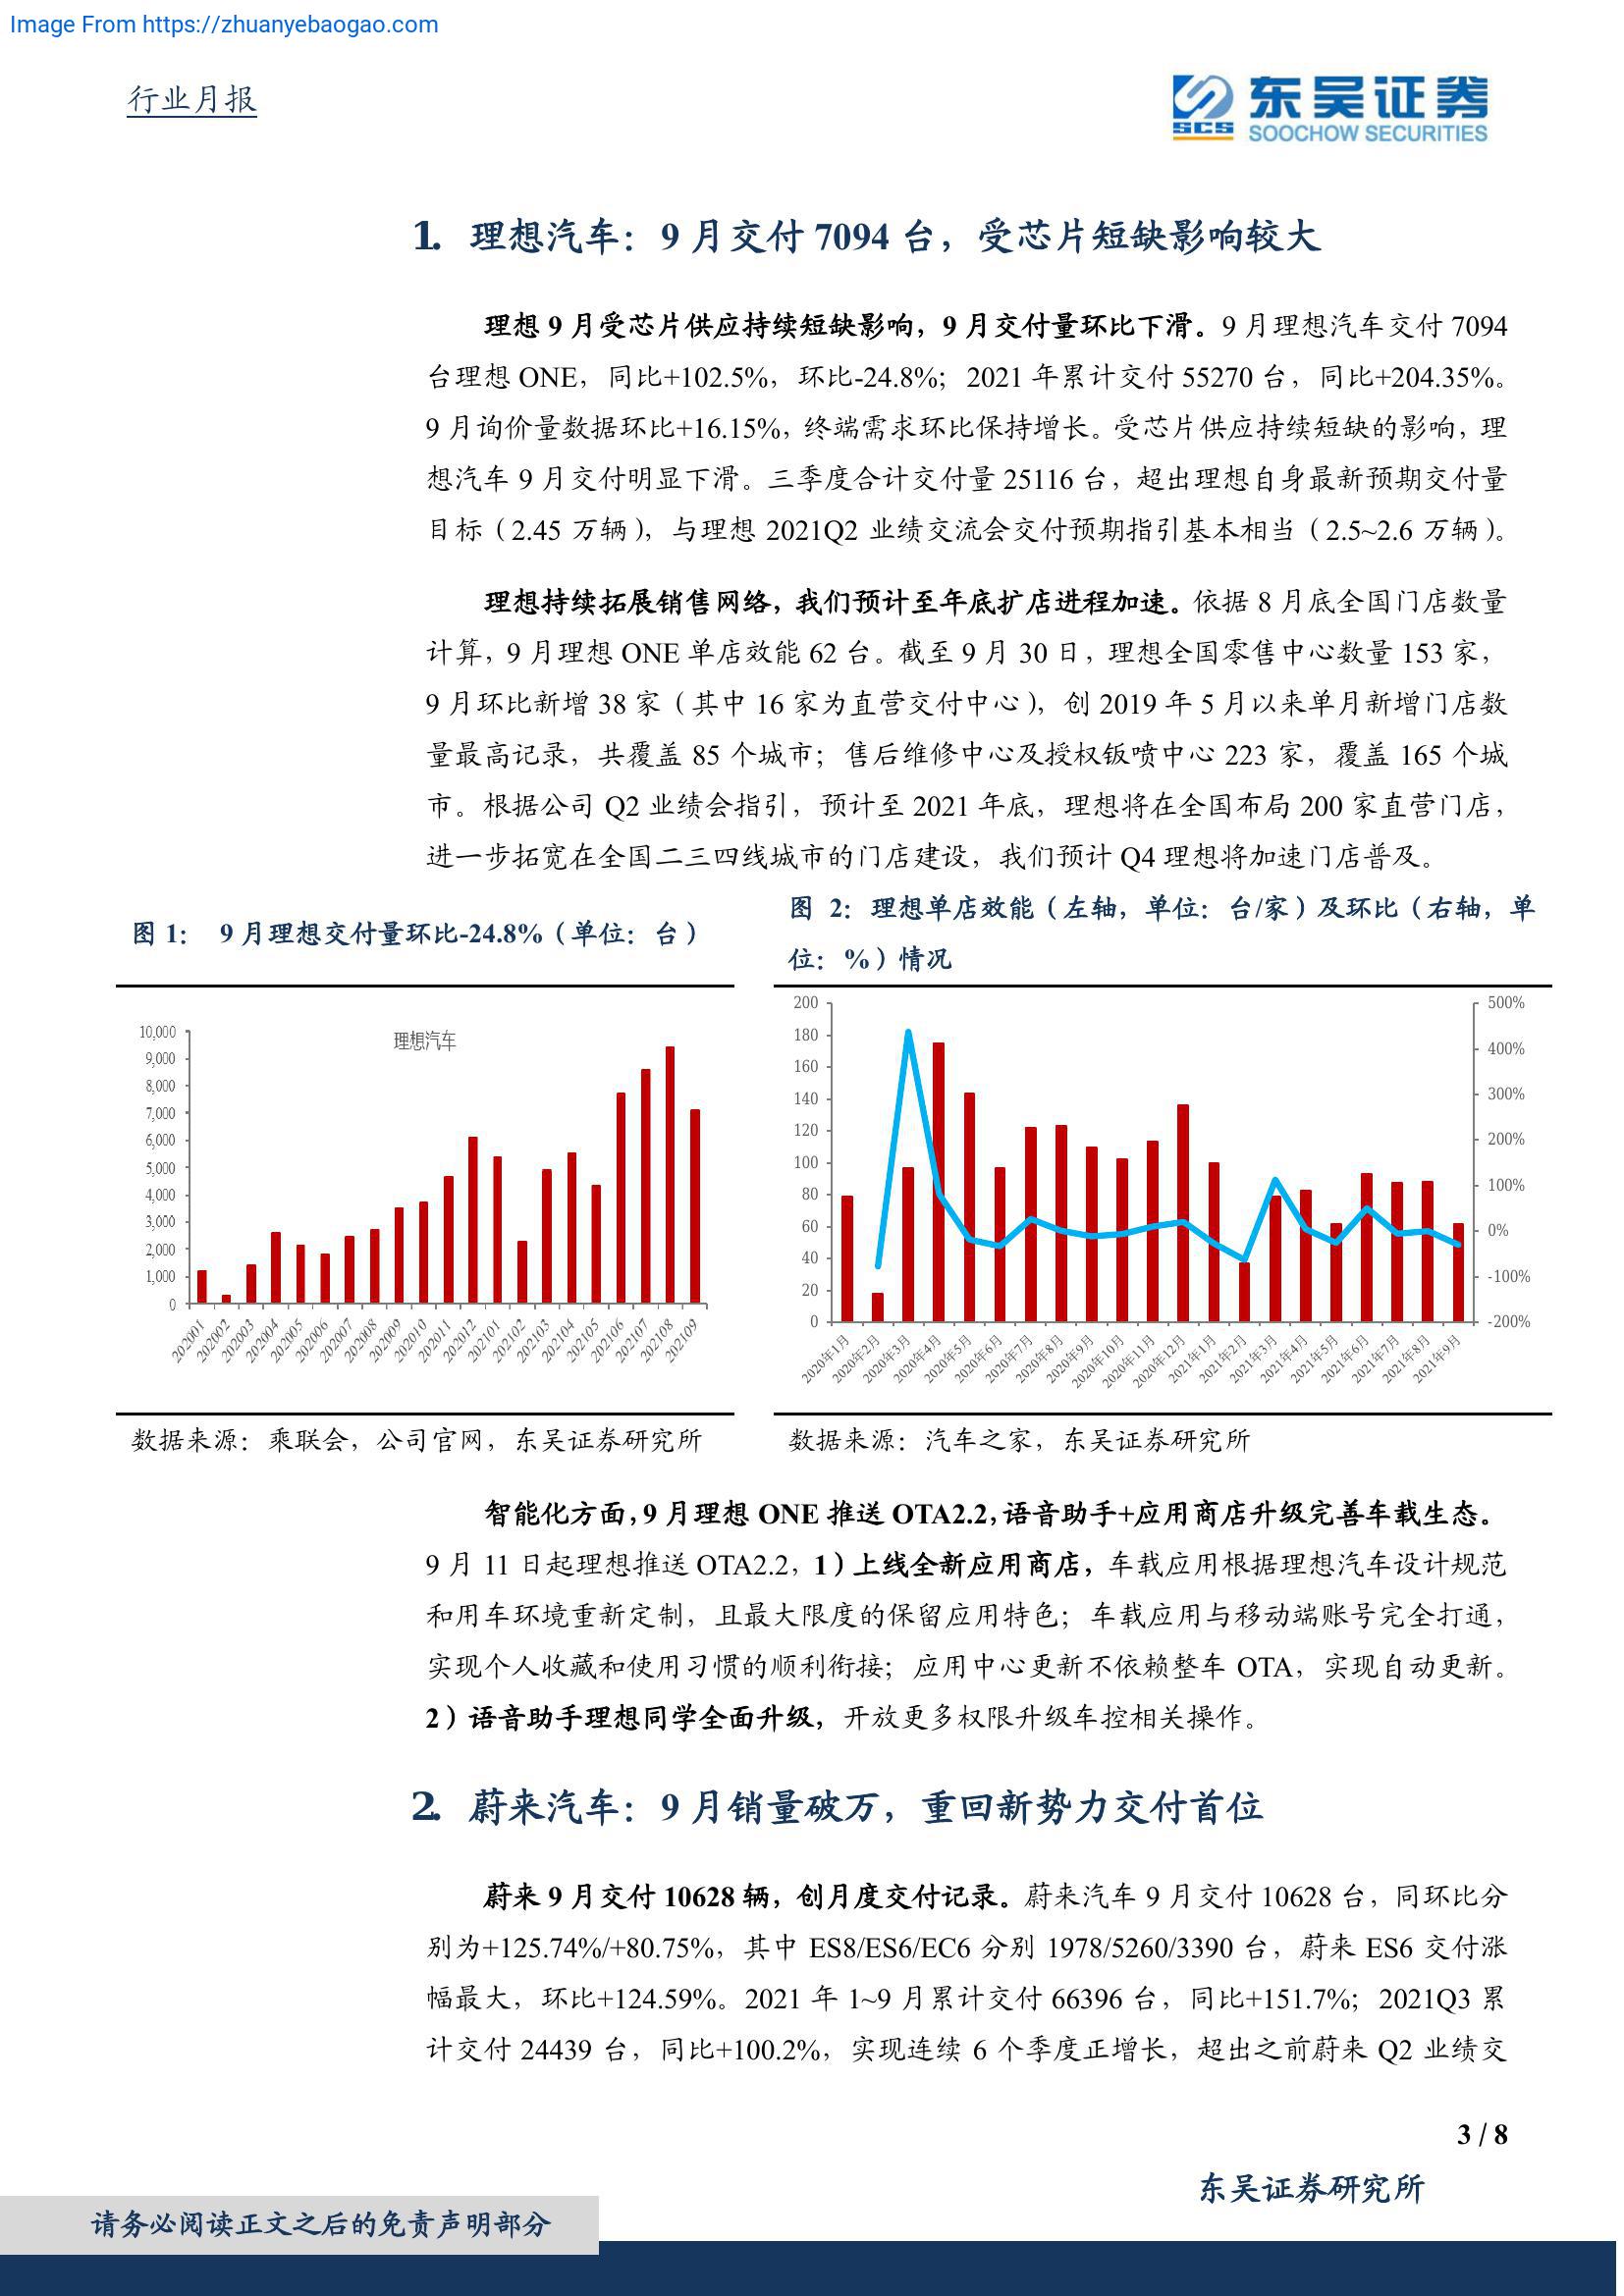 Image From https://zhuanyebaogao.com
行业月报
东吴证券
SCS
SOOCHOW SECURITIES
1. 理想汽车：9 月交付 7094 台，受芯片短缺影响较大
理想 9 月受芯片供应持续短缺影响，9 月交付量环比下滑。9 月理想汽车交付 7094
台理想 ONE，同比+102.5%，环比-24.8%；2021 年累计交付 55270 台，同比+204.35%。
9 月询价量数据环比+16.15%，终端需求环比保持增长。受芯片供应持续短缺的影响，理
想汽车 9 月交付明显下滑。三季度合计交付量 25116 台，超出理想自身最新预期交付量
目标（2.45 万辆），与理想 2021Q2 业绩交流会交付预期指引基本相当（2.5~2.6 万辆）。
理想持续拓展销售网络，我们预计至年底扩店进程加速。依据 8 月底全国门店数量
计算，9 月理想 ONE 单店效能 62 台。截至 9 月 30 日，理想全国零售中心数量 153 家，
9 月环比新增 38 家（其中 16 家为直营交付中心），创 2019 年 5 月以来单月新增门店数
量最高记录，共覆盖 85 个城市；售后维修中心及授权钣喷中心 223 家，覆盖 165 个城
市。根据公司 Q2 业绩会指引，预计至 2021 年底，理想将在全国布局 200 家直营门店，
进一步拓宽在全国二三四线城市的门店建设，我们预计 Q4 理想将加速门店普及。
图 1： 9 月理想交付量环比-24.8%（单位：台）
理想汽车
10,000
9,000
8,000
7,000
6,000
5,000
4,000
3,000
2,000
1,000
0
202001
202002
202003
202004
202005
202006
202007
202008
202009
202010
202011
202012
202101
202102
202103
202104
202105
202106
202107
202108
202109
数据来源：乘联会，公司官网，东吴证券研究所
图 2：理想单店效能（左轴，单位：台/家）及环比（右轴，单
位：%）情况
200
180
160
140
120
100
80
60
40
20
0
500%
400%
300%
200%
100%
0%
-100%
-200%
2020年1月
2020年2月
2020年3月
2020年4月
2020年5月
2020年6月
2020年7月
2020年8月
2020年9月
2020年10月
2020年11月
2020年12月
2021年1月
2021年2月
2021年3月
2021年4月
2021年5月
2021年6月
2021年7月
2021年8月
2021年9月
数据来源：汽车之家，东吴证券研究所
智能化方面，9 月理想 ONE 推送 OTA2.2，语音助手+应用商店升级完善车载生态。
9 月 11 日起理想推送 OTA2.2，1）上线全新应用商店，车载应用根据理想汽车设计规范
和用车环境重新定制，且最大限度的保留应用特色；车载应用与移动端账号完全打通，
实现个人收藏和使用习惯的顺利衔接；应用中心更新不依赖整车 OTA，实现自动更新。
2）语音助手理想同学全面升级，开放更多权限升级车控相关操作。
2. 蔚来汽车：9 月销量破万，重回新势力交付首位
蔚来 9 月交付 10628 辆，创月度交付记录。蔚来汽车 9 月交付 10628 台，同环比分
别为+125.74%/+80.75%，其中 ES8/ES6/EC6 分别 1978/5260/3390 台，蔚来 ES6 交付涨
幅最大，环比+124.59%。2021 年 1~9 月累计交付 66396 台，同比+151.7%；2021Q3 累
计交付 24439 台，同比+100.2%，实现连续 6 个季度正增长，超出之前蔚来 Q2 业绩交
3 / 8
东吴证券研究所
请务必阅读正文之后的免责声明部分